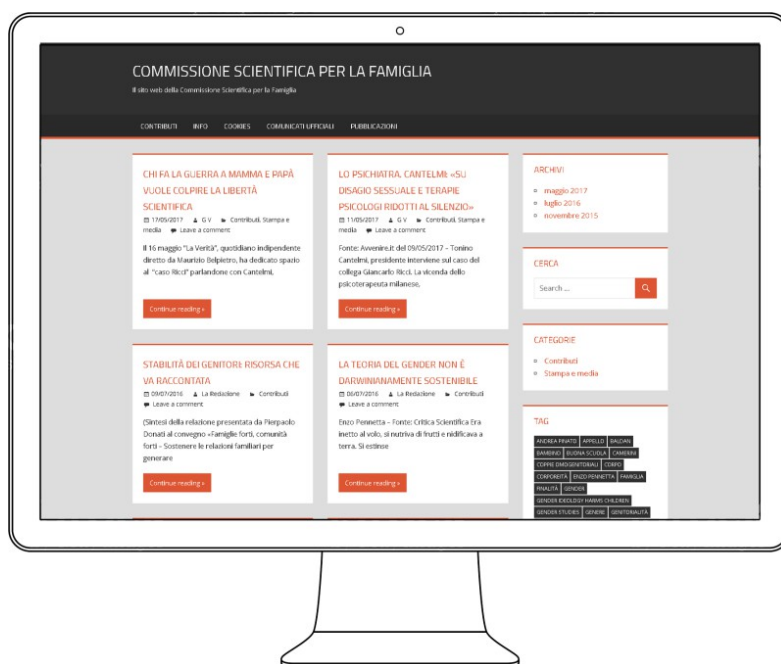 COMMISSIONE SCIENTIFICA PER LA FAMIGLIA
Il sito web della Commissione Scientifica per la Famiglia
CONTRIBUTI INFO COOKIES COMUNICATI UFFICIALI PUBBLICAZIONI
CHI FA LA GUERRA A MAMMA E PAPÀ
VUOLE COLPIRE LA LIBERTÀ
SCIENTIFICA
17/05/2017 G V Contributi, Stampa e
media Leave a comment
Il 16 maggio "La Verità", quotidiano indipendente
diretto da Maurizio Belpietro, ha dedicato spazio
al "caso Ricci" parlandone con Cantelmi,
Continue reading »
LO PSICHIATRA. CANTELMI: «SU
DISAGIO SESSUALE E TERAPIE
PSICOLOGI RIDOTTI AL SILENZIO»
11/05/2017 G V Contributi, Stampa e
media Leave a comment
Fonte: Avvenire.it del 09/05/2017 – Tonino
Cantelmi, presidente interviene sul caso del
collega Giancarlo Ricci. La vicenda dello
psicoterapeuta milanese,
Continue reading »
STABILITÀ DEI GENITORI: RISORSA CHE
VA RACCONTATA
09/07/2016 La Redazione Contributi
Leave a comment
(Sintesi della relazione presentata da Pierpaolo
Donati al convegno «Famiglie forti, comunità
forti – Sostenere le relazioni familiari per
generare
Continue reading »
LA TEORIA DEL GENDER NON È
DARWINIANAMENTE SOSTENIBILE
06/07/2016 La Redazione Contributi
Leave a comment
Enzo Pennetta – Fonte: Critica Scientifica Era
inetto al volo, si nutriva di frutti e nidificava a
terra. Si estinse
Continue reading »
ARCHIVI
maggio 2017
luglio 2016
novembre 2015
CERCA
Search ...
CATEGORIE
Contributi
Stampa e media
TAG
ANDREA PINATO APPELLO BALDAN
BAMBINO BUONA SCUOLA CAMERINI
COPPIE OMOGENITORIALI CORPO
CORPOREITÀ ENZO PENNETTA FAMIGLIA
FINALITÀ GENDER
GENDER IDEOLOGY HARMS CHILDREN
GENDER STUDIES GENERE GENITORIALITÀ